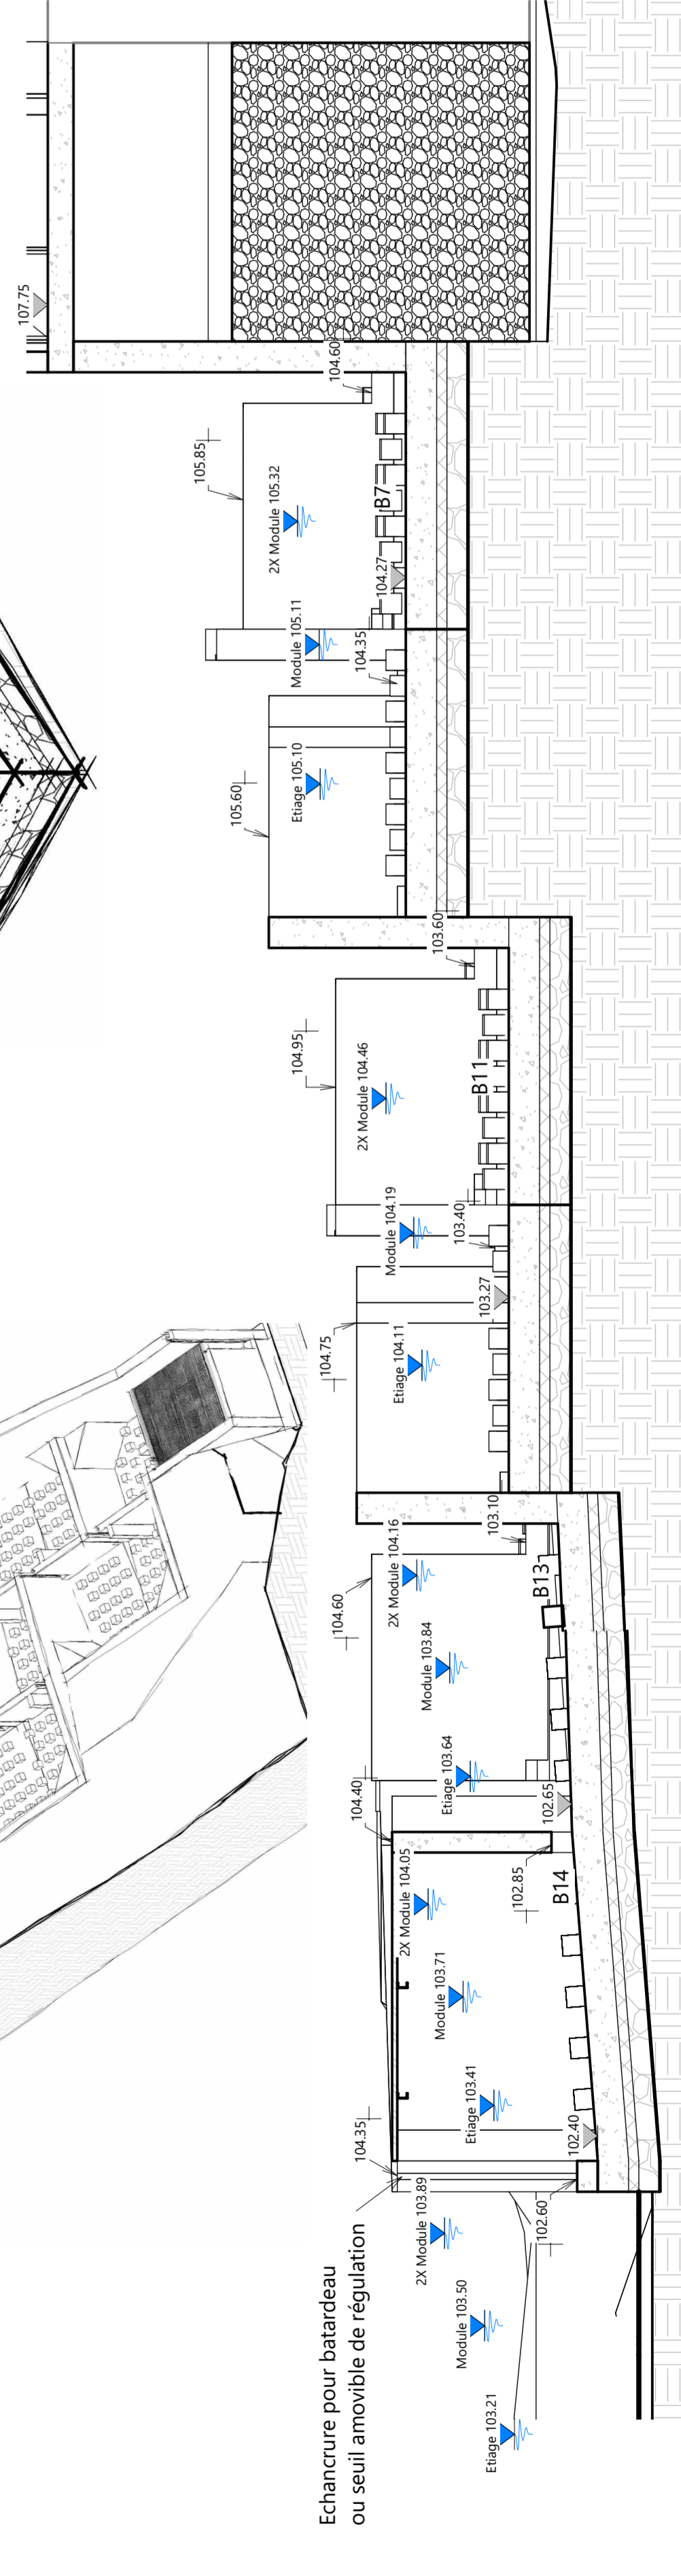 Echancrure pour batardeau
ou seuil amovible de régulation
Etiage 103.21
Module 103.50
2X Module 103.89
102.60
104.35
102.40
Etiage 103.41
Module 103.71
2X Module 104.05
102.85
B14
104.40
102.65
Etiage 103.64
Module 103.84
2X Module 104.16
104.60
B13
103.10
Etiage 104.11
104.75
103.27
Module 104.19
103.40
2X Module 104.46
104.95
B11
103.60
Etiage 105.10
105.60
Module 105.11
104.35
104.27
2X Module 105.32
105.85
B7
104.60
107.75